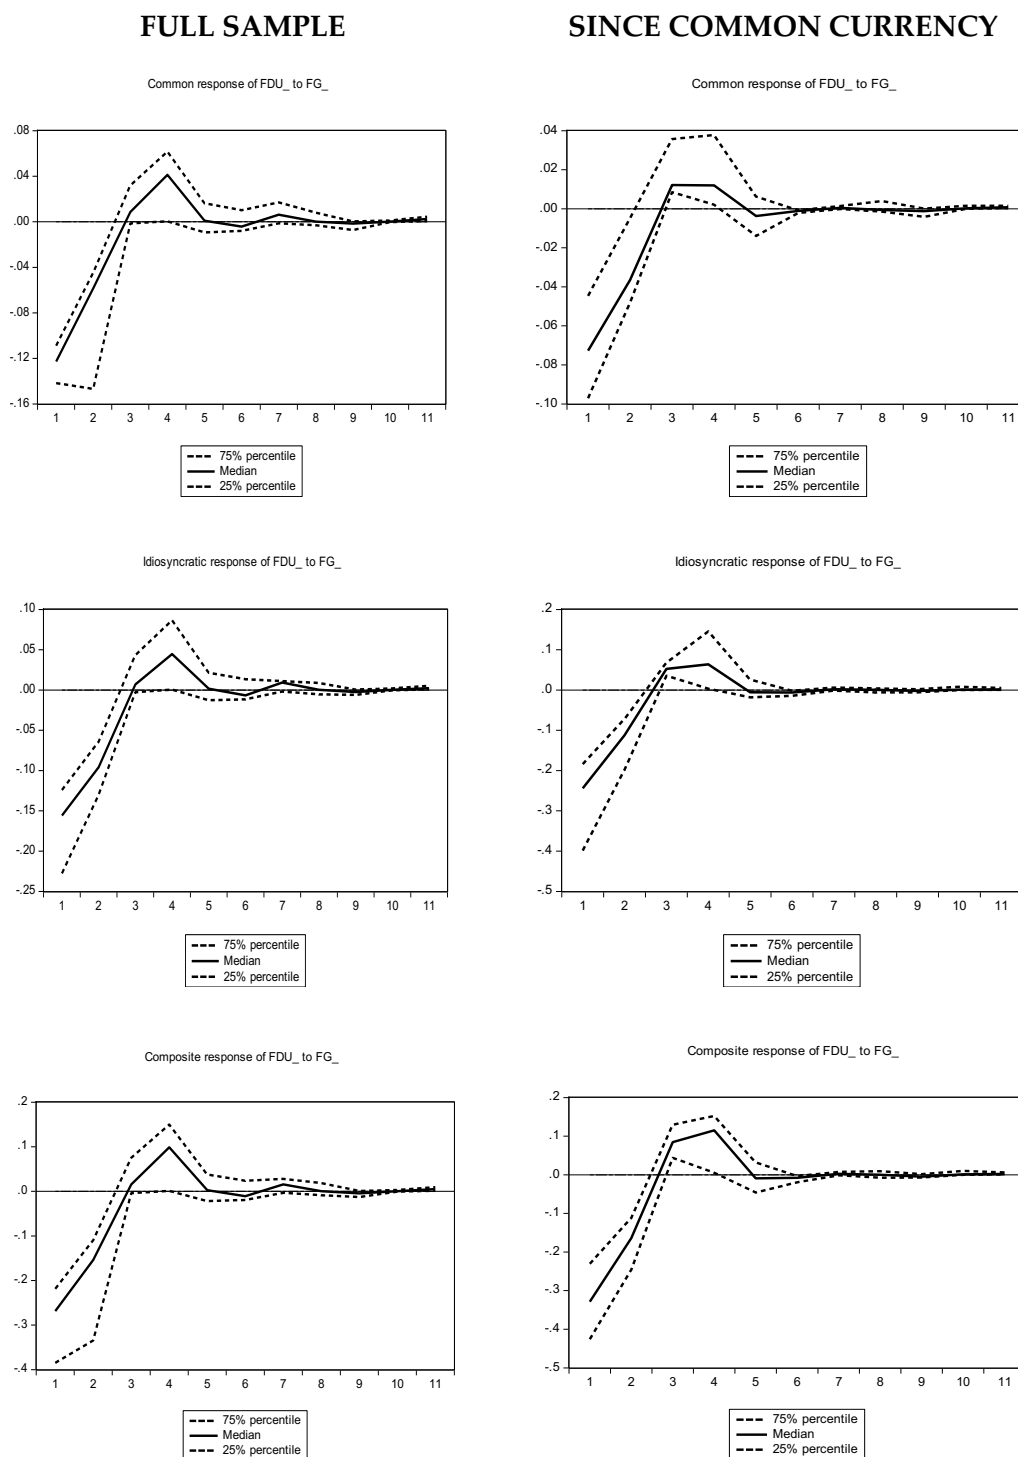 FULL SAMPLE
SINCE COMMON CURRENCY
Common response of FDU_ to FG_
.08
.04
.00
-.04
-.08
-.12
-.16
1 2 3 4 5 6 7 8 9 10 11
75% percentile
Median
25% percentile
Common response of FDU_ to FG_
.04
.02
.00
-.02
-.04
-.06
-.08
-.10
1 2 3 4 5 6 7 8 9 10 11
75% percentile
Median
25% percentile
Idiosyncratic response of FDU_ to FG_
.10
.05
.00
-.05
-.10
-.15
-.20
-.25
1 2 3 4 5 6 7 8 9 10 11
75% percentile
Median
25% percentile
Idiosyncratic response of FDU_ to FG_
.2
.1
.0
-.1
-.2
-.3
-.4
-.5
1 2 3 4 5 6 7 8 9 10 11
75% percentile
Median
25% percentile
Composite response of FDU_ to FG_
.2
.1
.0
-.1
-.2
-.3
-.4
1 2 3 4 5 6 7 8 9 10 11
75% percentile
Median
25% percentile
Composite response of FDU_ to FG_
.2
.1
.0
-.1
-.2
-.3
-.4
-.5
1 2 3 4 5 6 7 8 9 10 11
75% percentile
Median
25% percentile